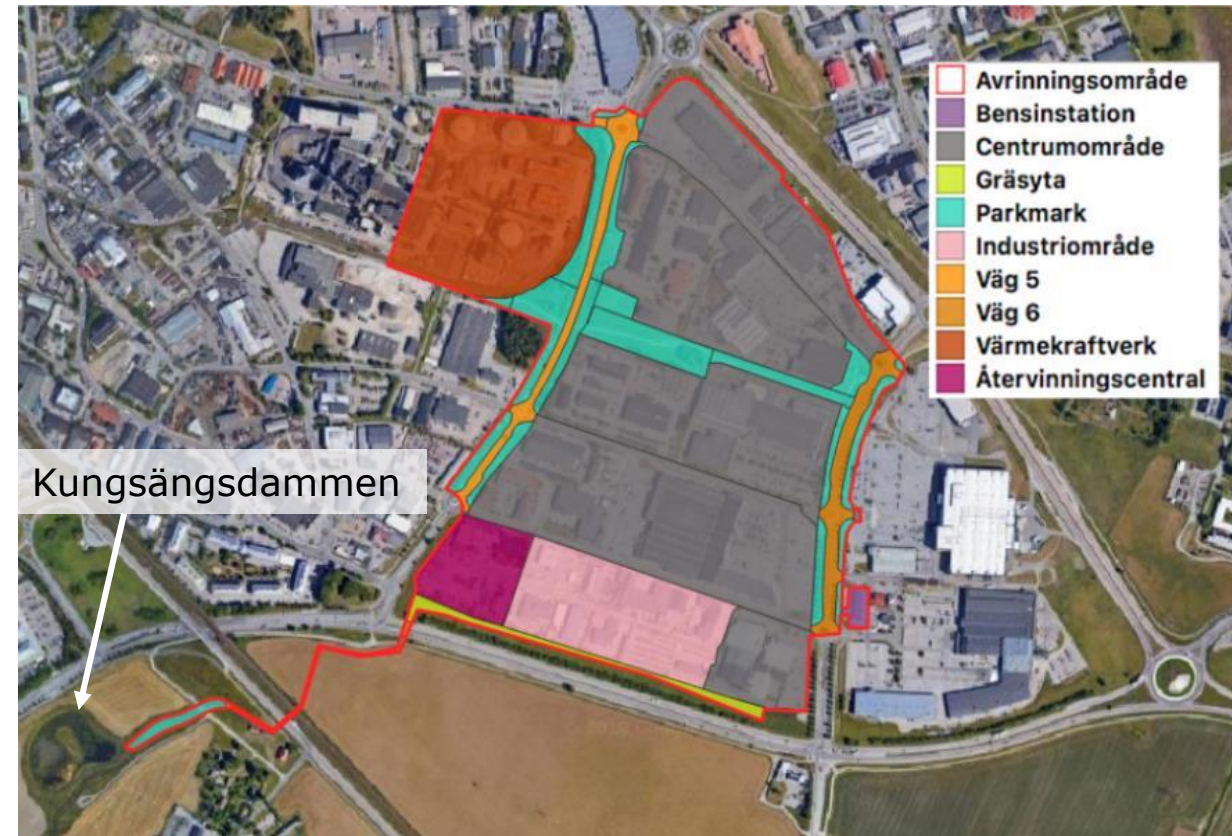 Avrinningsområde
Bensinstation
Centrumområde
Gräsyta
Parkmark
Industriområde
Väg 5
Väg 6
Värmekraftverk
Återvinningscentral
Kungsängsdammen